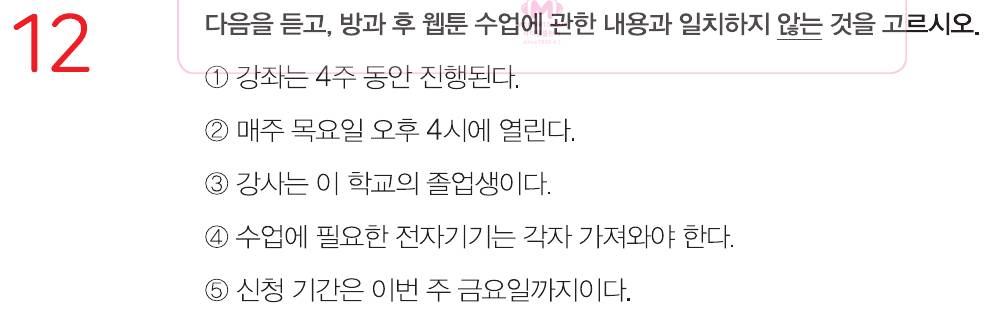 12
다음을 듣고, 방과 후 웹툰 수업에 관한 내용과 일치하지 않는 것을 고르시오.
① 강좌는 4주 동안 진행된다.
② 매주 목요일 오후 4시에 열린다.
③ 강사는 이 학교의 졸업생이다.
④ 수업에 필요한 전자기기는 각자 가져와야 한다.
⑤ 신청 기간은 이번 주 금요일까지이다.